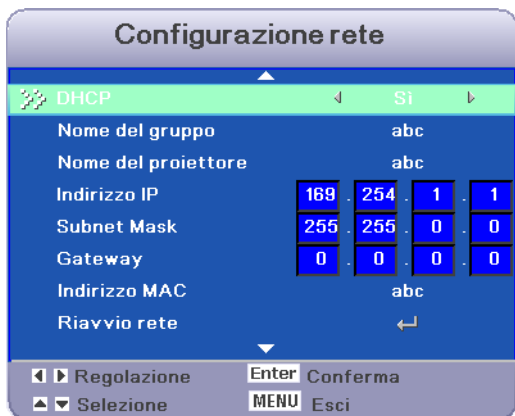 Configurazione rete
DHCP Sì
Nome del gruppo abc
Nome del proiettore abc
Indirizzo IP 169 . 254 . 1 . 1
Subnet Mask 255 . 255 . 0 . 0
Gateway 0 . 0 . 0 . 0
Indirizzo MAC abc
Riavvio rete
Regolazione Enter Conferma
Selezione MENU Esci